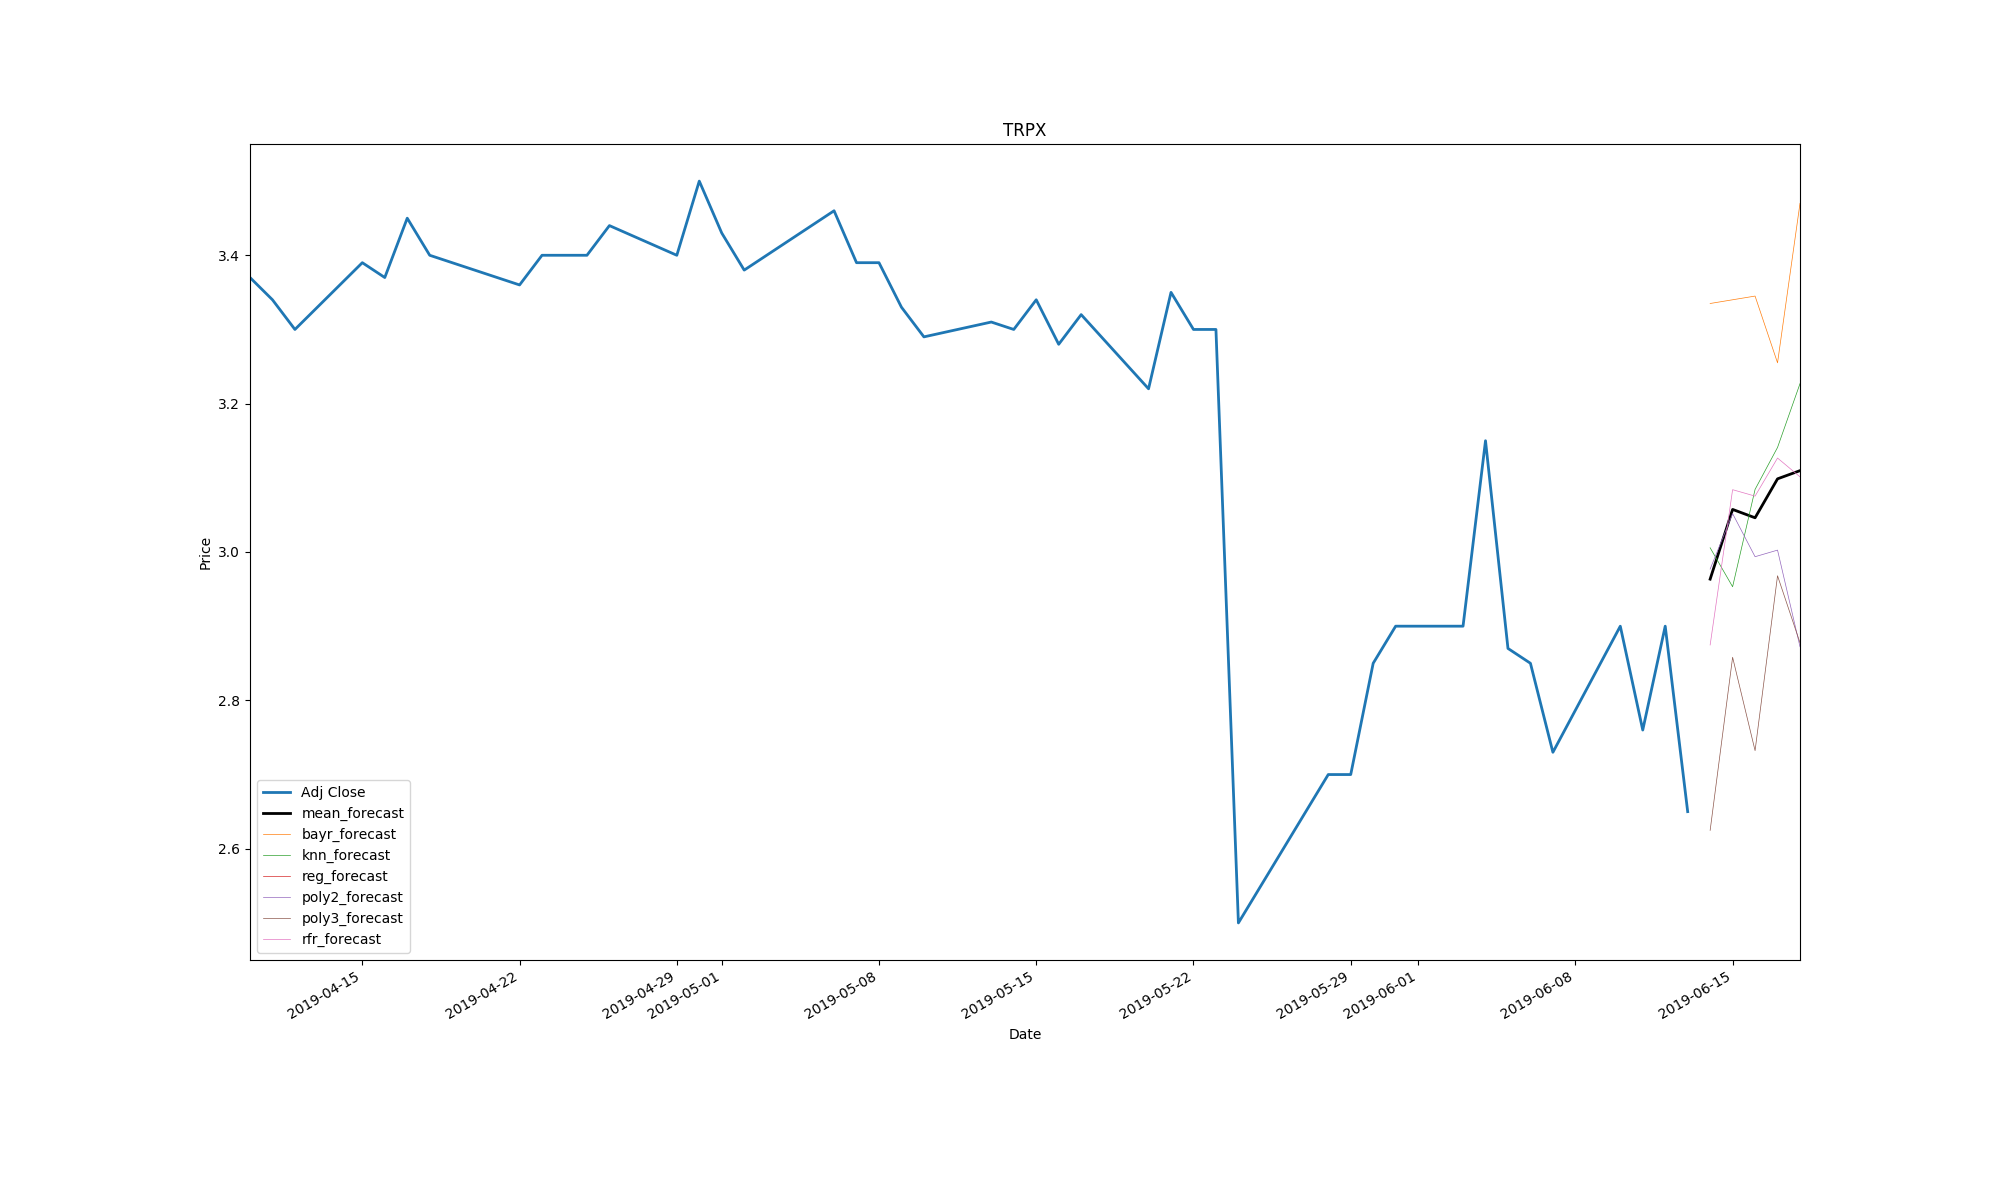 TRPX
3.4
3.2
3.0
2.8
2.6
Price
Adj Close
mean_forecast
bayr_forecast
knn_forecast
reg_forecast
poly2_forecast
poly3_forecast
rfr_forecast
2019-04-15
2019-04-22
2019-04-29
2019-05-01
2019-05-08
2019-05-15
2019-05-22
2019-05-29
2019-06-01
2019-06-08
2019-06-15
Date